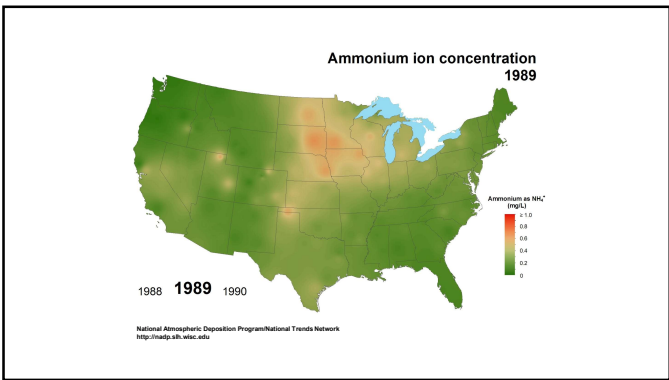 Ammonium ion concentration
1989
Ammonium as NH₄⁺
(mg/L)
≥ 1.0
0.8
0.6
0.4
0.2
0
1988 1989 1990
National Atmospheric Deposition Program/National Trends Network
http://nadp.slh.wisc.edu